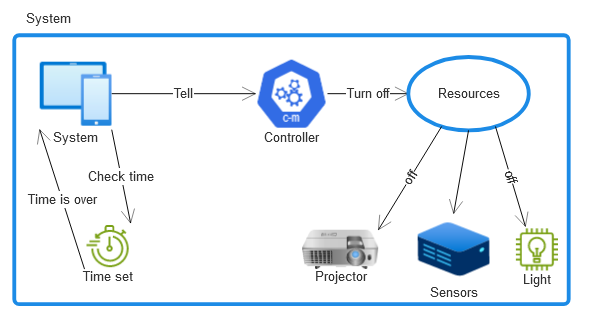 System
System
Tell
c-m
Controller
Turn off
Resources
Check time
Time is over
Time set
off
off
Projector
Sensors
Light